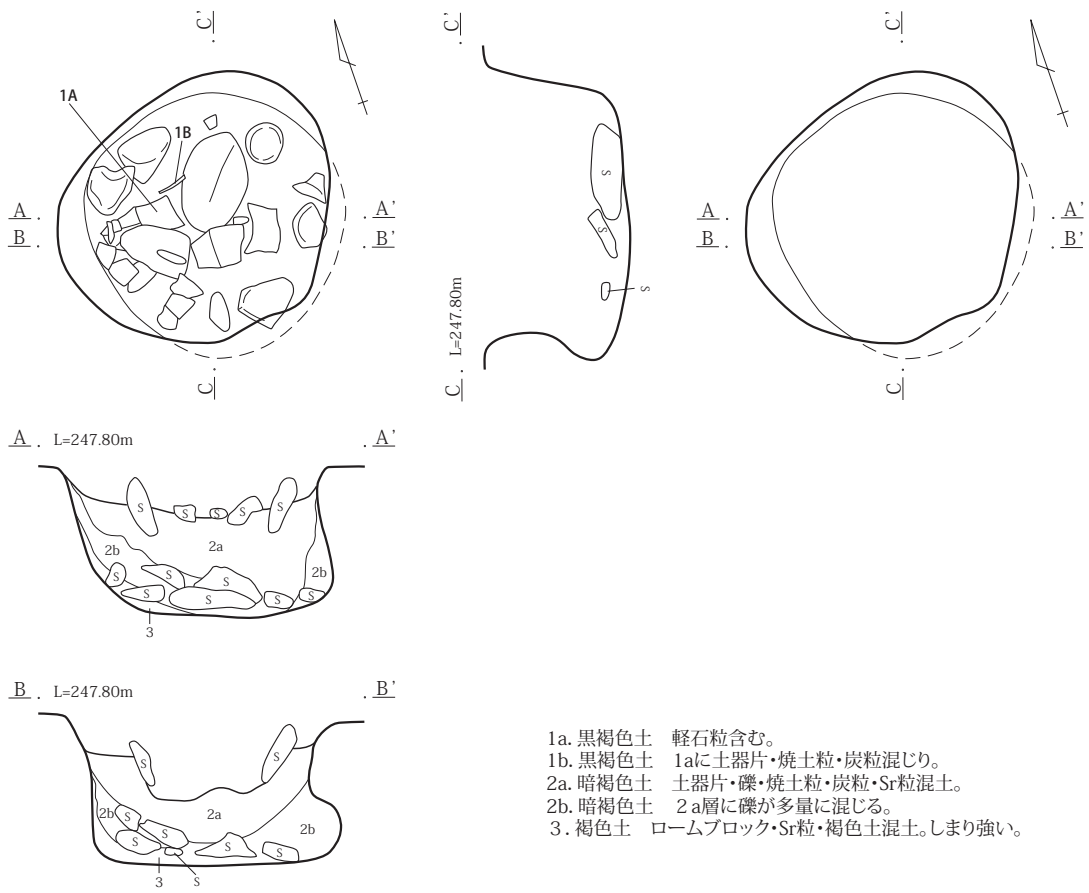 C'
C'
C'
1A
1B
A . . A'
B . . B'
A . . A'
B . . B'
S
S
S
L=247.80m
C
C
C
A . L=247.80m . A'
S
S
S
S
S
2a
2b
2b
S
S
S
S
S
S
S
3
B . L=247.80m . B'
S
S
2a
2b
2b
S
S
S
S
S
3
S
1a. 黒褐色土　軽石粒含む。
1b. 黒褐色土　1aに土器片・焼土粒・炭粒混じり。
2a. 暗褐色土　土器片・礫・焼土粒・炭粒・Sr粒混土。
2b. 暗褐色土　２a層に礫が多量に混じる。
３. 褐色土　ロームブロック・Sr粒・褐色土混土。しまり強い。